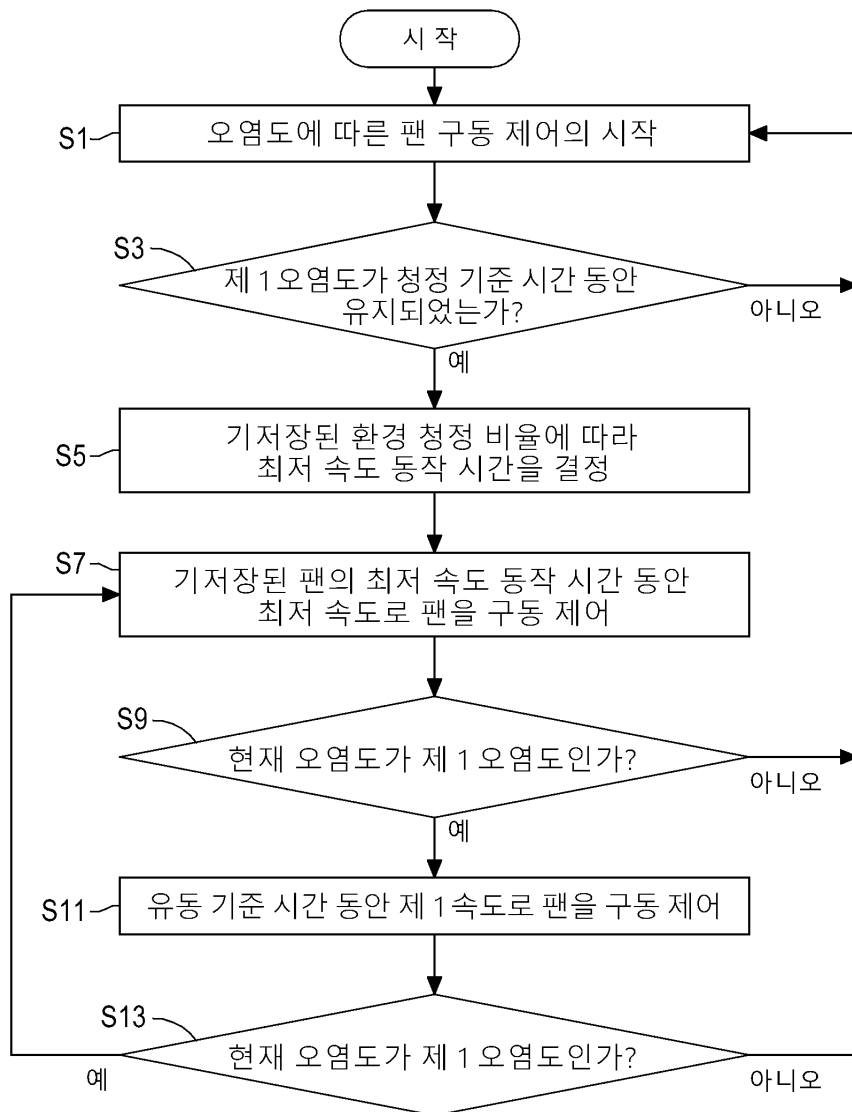 시 작
S1
오염도에 따른 팬 구동 제어의 시작
S3
제 1 오염도가 청정 기준 시간 동안
유지되었는가?
아니오
예
S5
기저장된 환경 청정 비율에 따라
최저 속도 동작 시간을 결정
S7
기저장된 팬의 최저 속도 동작 시간 동안
최저 속도로 팬을 구동 제어
S9
현재 오염도가 제 1 오염도인가?
아니오
예
S11
유동 기준 시간 동안 제 1 속도로 팬을 구동 제어
S13
현재 오염도가 제 1 오염도인가?
예
아니오